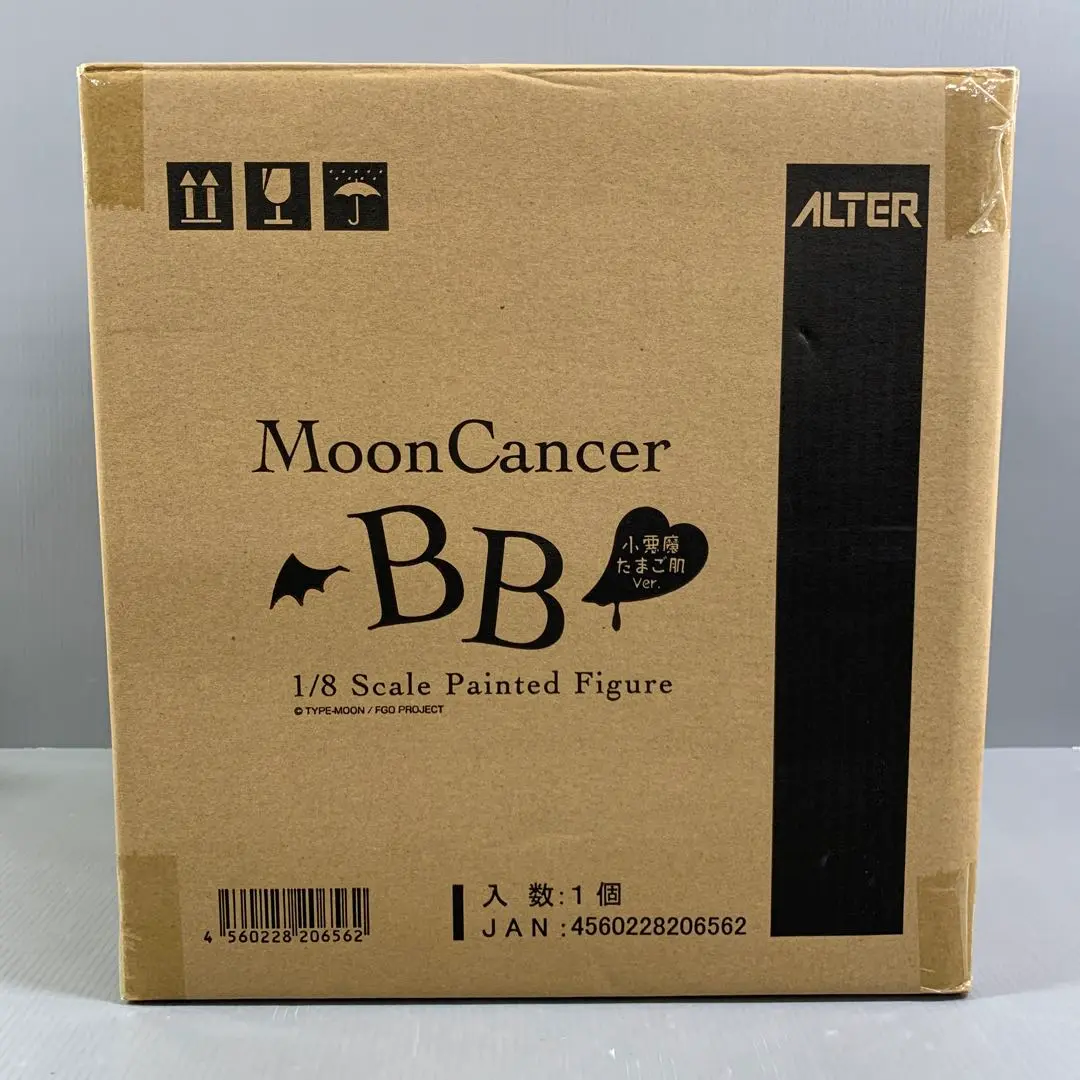 ALTER
MoonCancer
BB
小悪魔
たまご肌
Ver.
1/8 Scale Painted Figure
© TYPE-MOON / FGO PROJECT
入 数:1 個
JAN:4560228206562
4 560228 206562